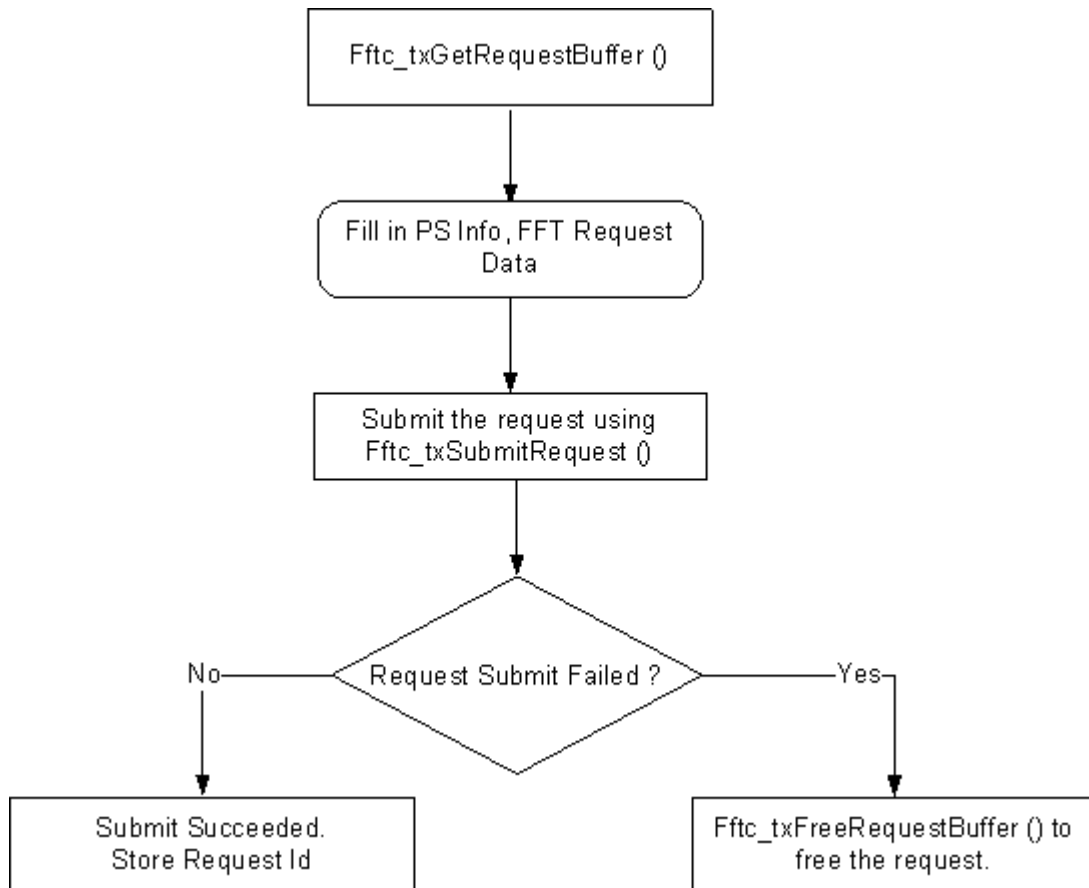 Fftc_txGetRequestBuffer ()
Fill in PS Info, FFT Request
Data
Submit the request using
Fftc_txSubmitRequest ()
Request Submit Failed ?
No
Yes
Submit Succeeded.
Store Request Id
Fftc_txFreeRequestBuffer () to
free the request.